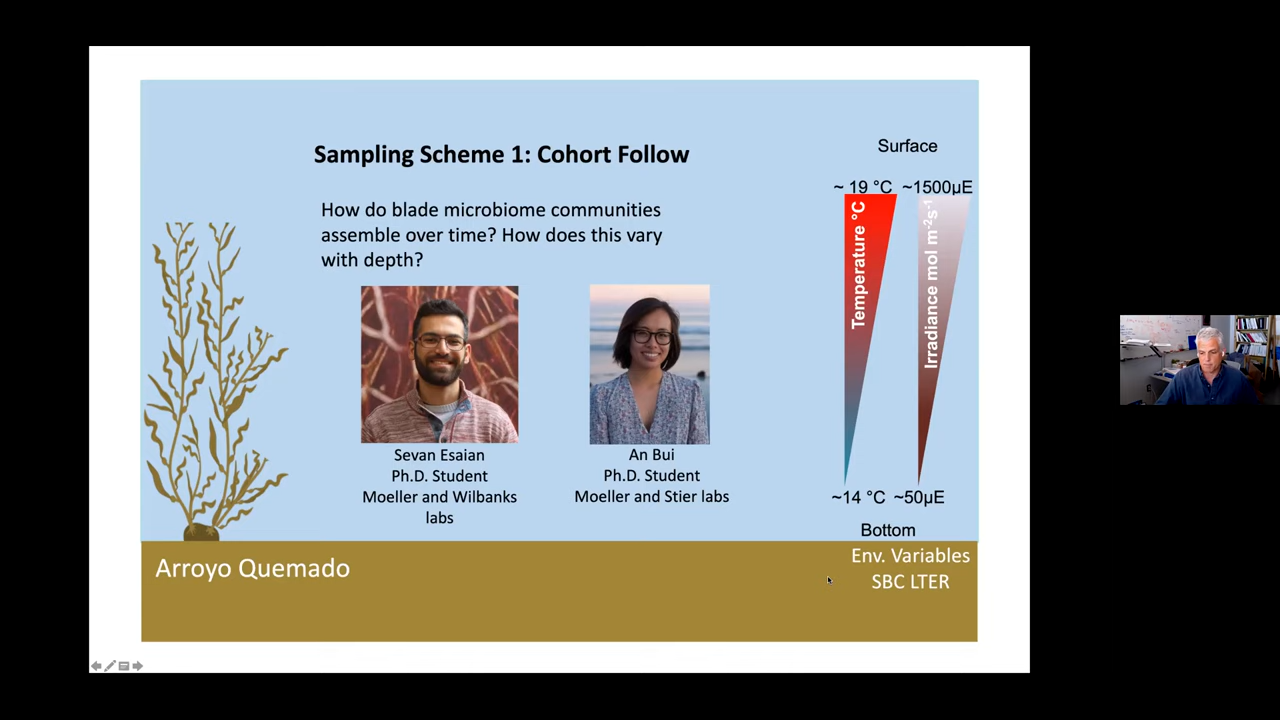 Sampling Scheme 1: Cohort Follow
How do blade microbiome communities
assemble over time? How does this vary
with depth?
Sevan Esaian
Ph.D. Student
Moeller and Wilbanks
labs
An Bui
Ph.D. Student
Moeller and Stier labs
Surface
~ 19 °C ~1500µE
Temperature °C
Irradiance mol m-2s-1
~14 °C ~50µE
Bottom
Arroyo Quemado
Env. Variables
SBC LTER